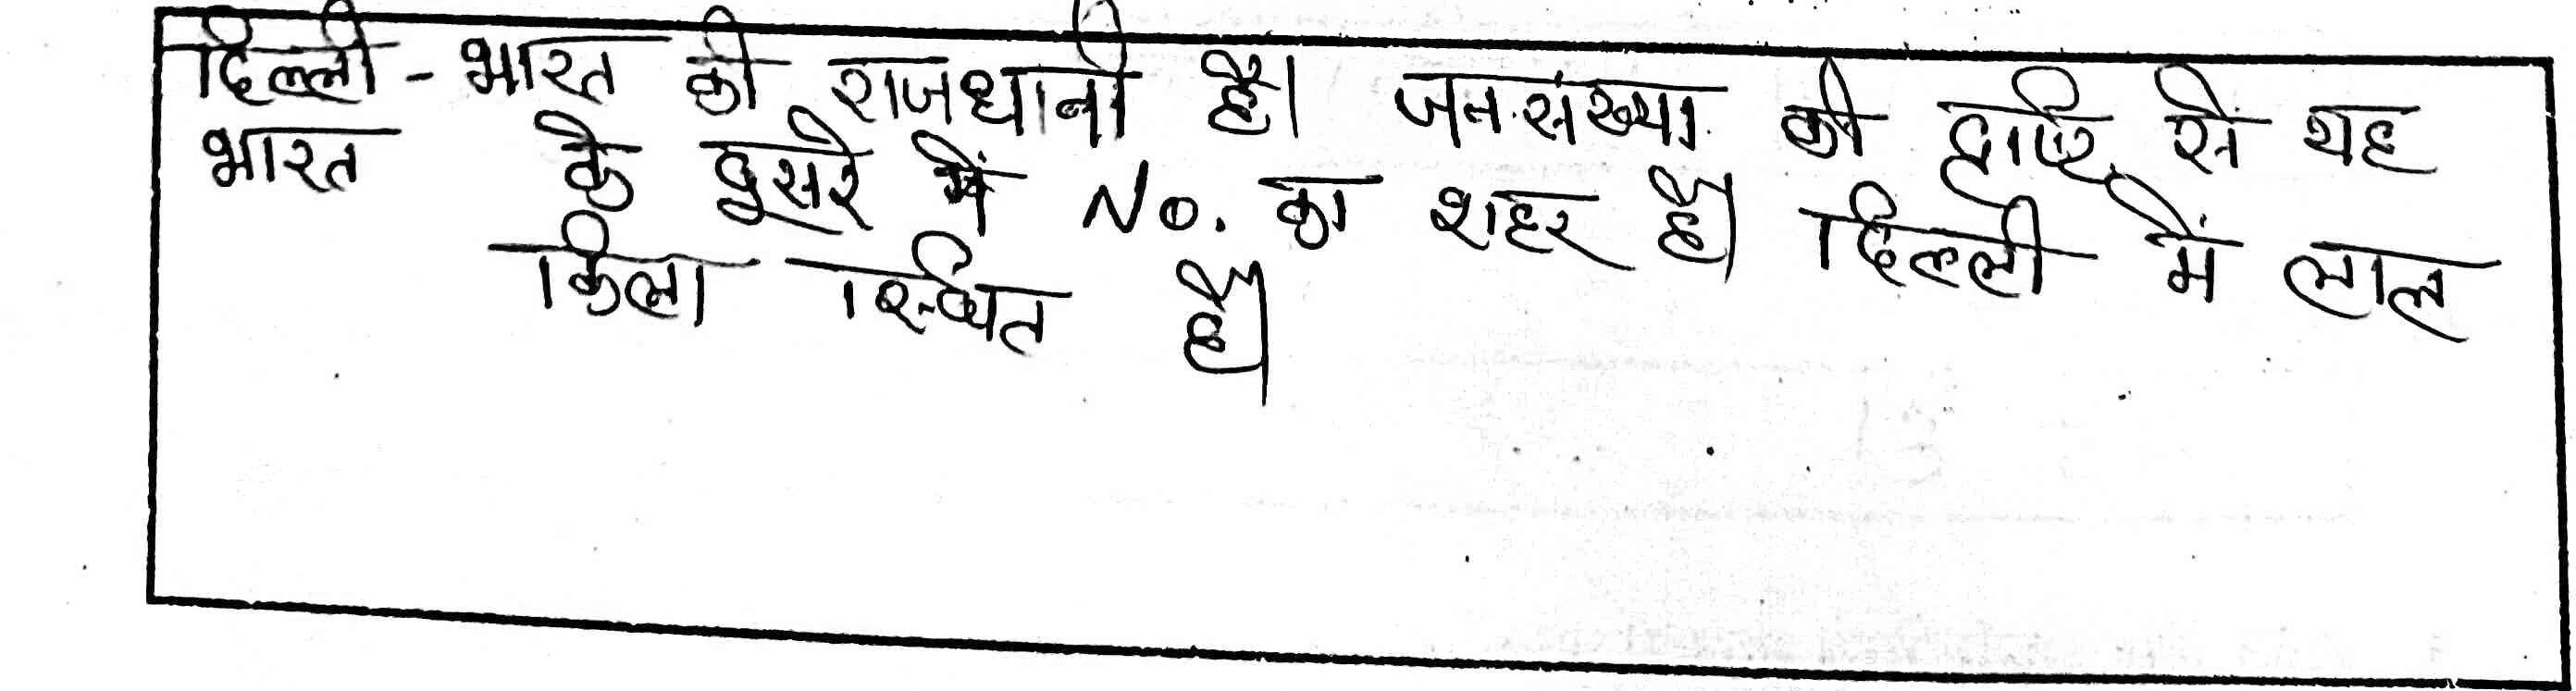 दिल्ली - भारत की राजधानी है। जनसंख्या की दृष्टि से यह
भारत के दूसरे में No. का शहर है। दिल्ली में लाल
किला स्थित है।